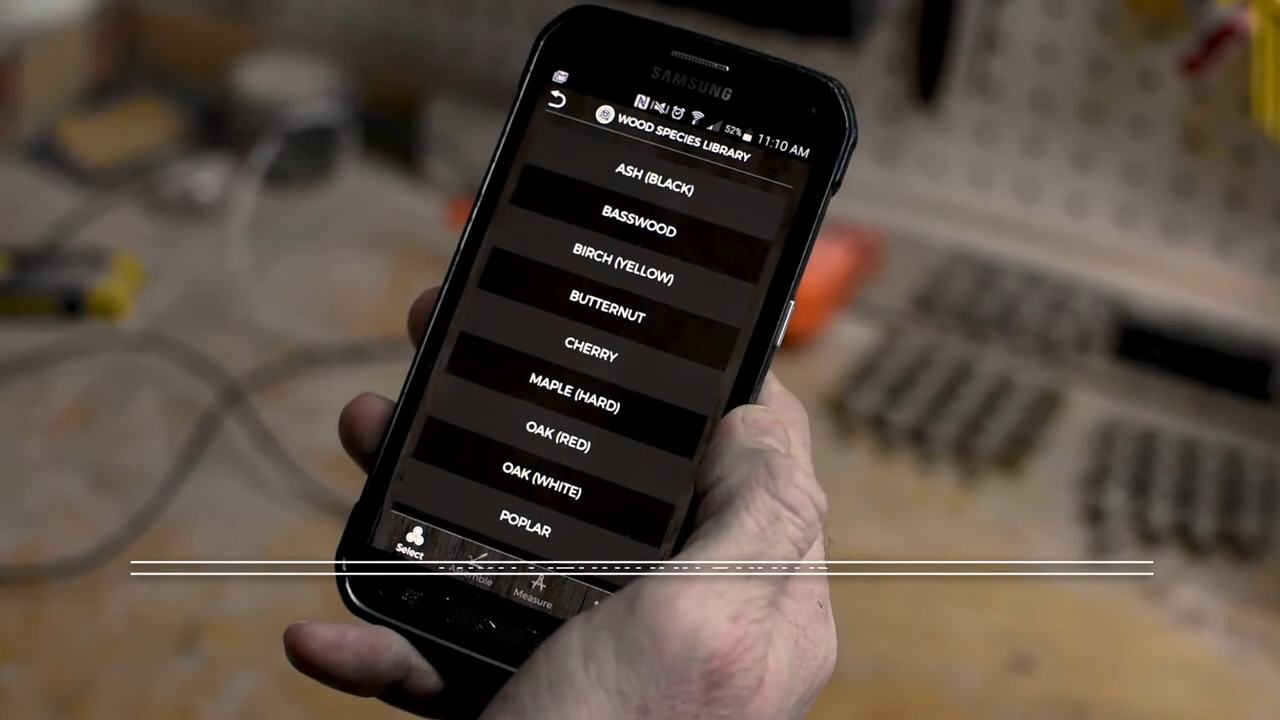 SAMSUNG
52% 11:10 AM
WOOD SPECIES LIBRARY
ASH (BLACK)
BASSWOOD
BIRCH (YELLOW)
BUTTERNUT
CHERRY
MAPLE (HARD)
OAK (RED)
OAK (WHITE)
POPLAR
Select
Assemble
Measure